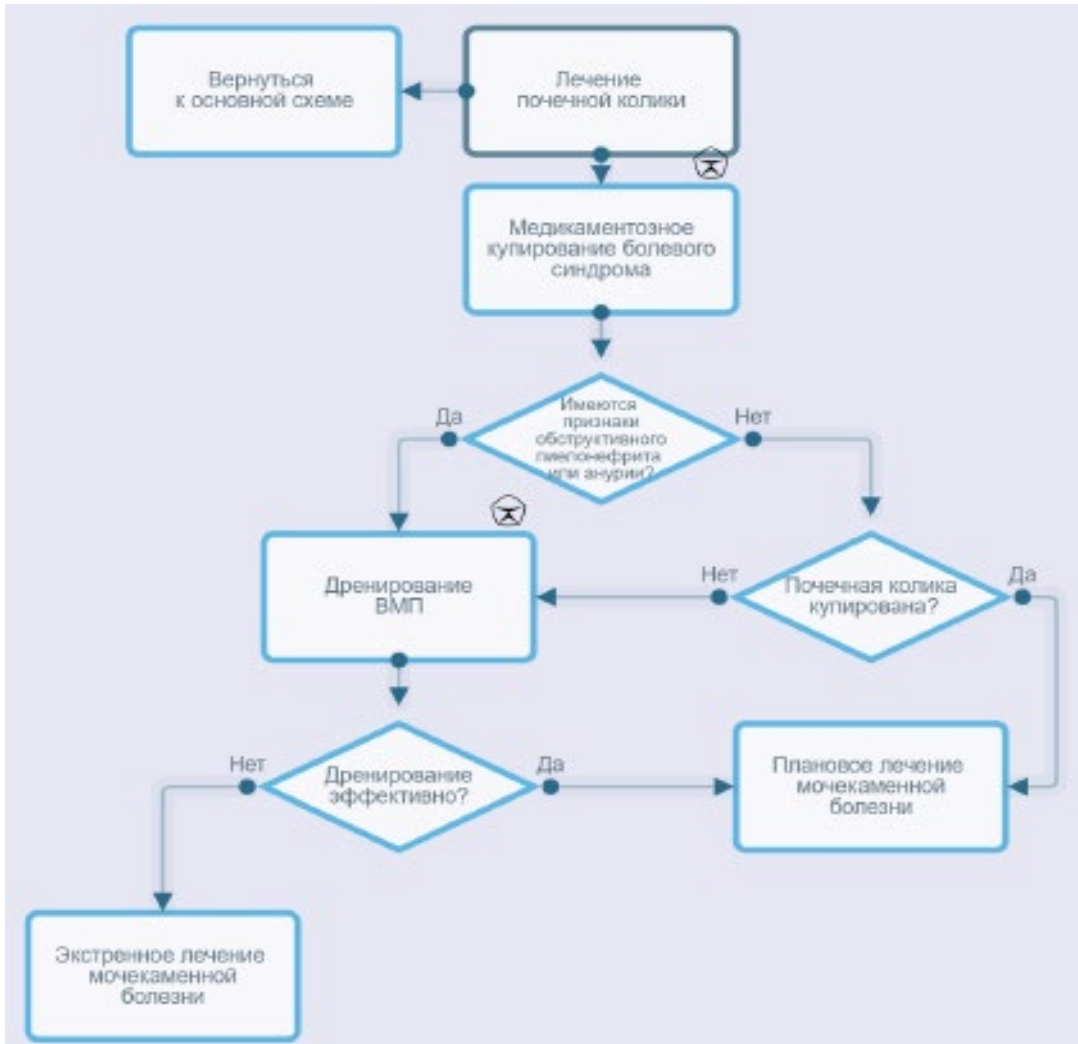 Вернуться
к основной схеме
Лечение
почечной колики
Медикаментозное
купирование болевого
синдрома
Имеются
признаки
обструктивного
пиелонефрита
или анурии?
Да
Нет
Дренирование
ВМП
Нет
Почечная колика
купирована?
Да
Нет
Дренирование
эффективно?
Да
Плановое лечение
мочекаменной
болезни
Экстренное лечение
мочекаменной
болезни